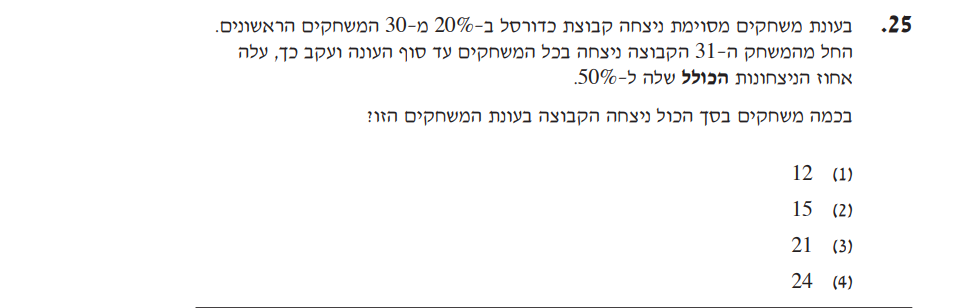 25. בעונת משחקים מסוימת ניצחה קבוצת כדורסל ב-20% מ-30 המשחקים הראשונים.
החל מהמשחק ה-31 הקבוצה ניצחה בכל המשחקים עד סוף העונה ועקב כך, עלה
אחוז הניצחונות הכולל שלה ל-50%.
בכמה משחקים בסך הכול ניצחה הקבוצה בעונת המשחקים הזו?
(1) 12
(2) 15
(3) 21
(4) 24